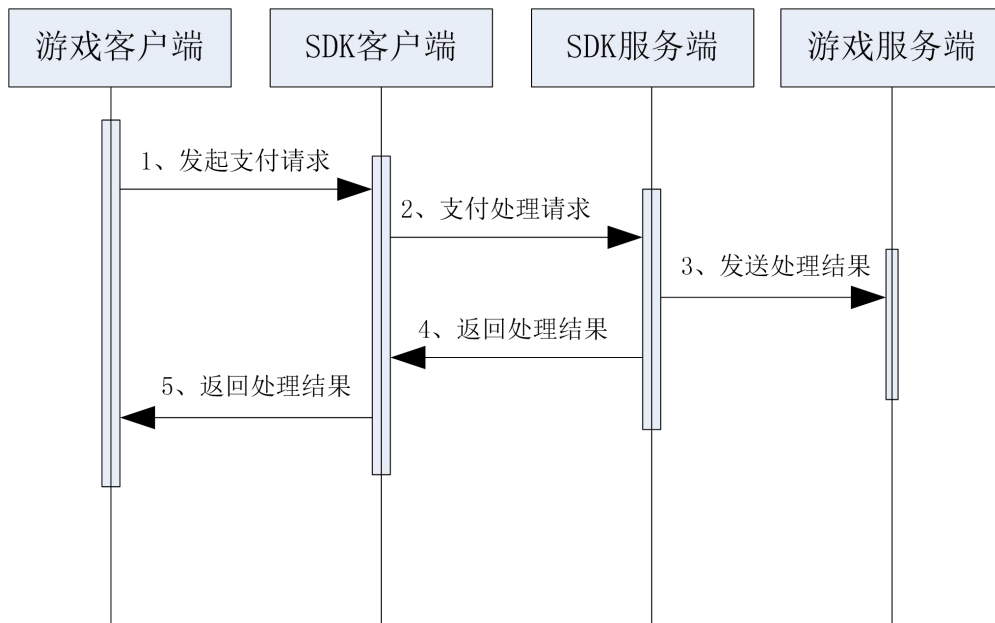 游戏客户端
SDK客户端
SDK服务端
游戏服务端
1、发起支付请求
2、支付处理请求
3、发送处理结果
4、返回处理结果
5、返回处理结果